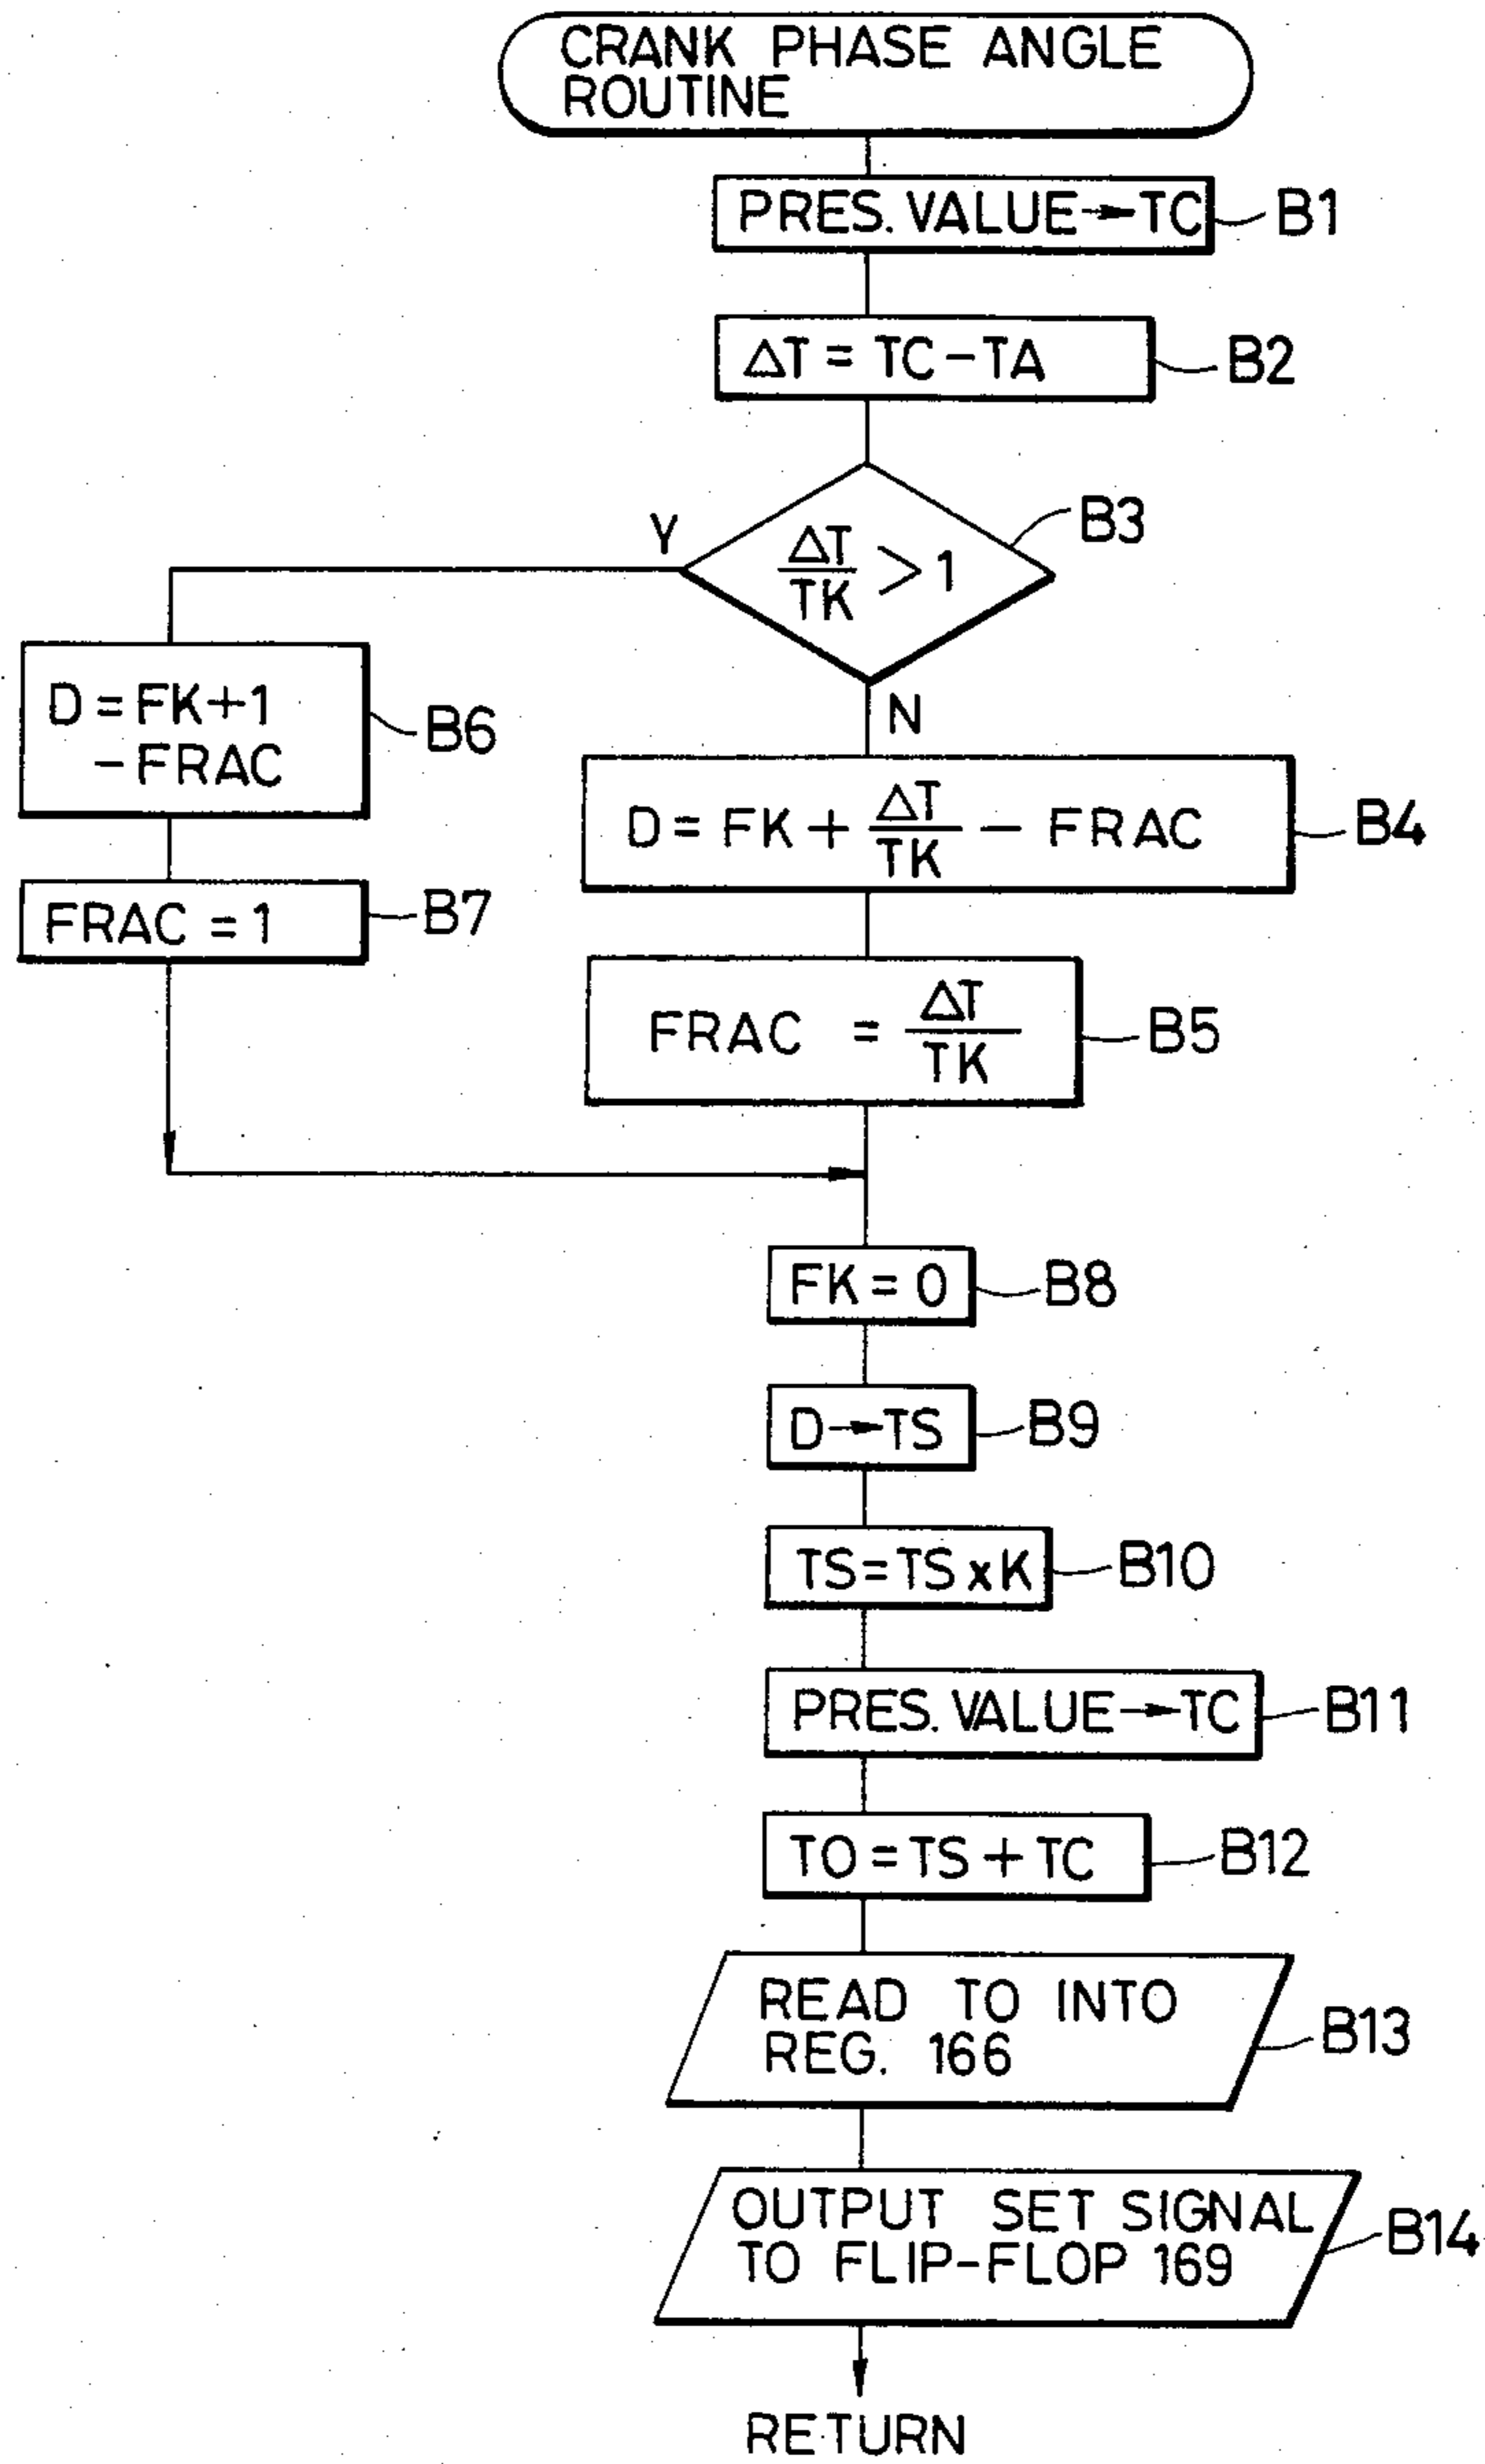 CRANK PHASE ANGLE
ROUTINE
PRES. VALUE→TC
B1
ΔT = TC-TA
B2
B3
Y
ΔT
TK
> 1
N
D = FK+1
- FRAC
B6
D = FK + ΔT/TK - FRAC
B4
FRAC = 1
B7
FRAC = ΔT/TK
B5
FK = 0
B8
D→TS
B9
TS=TS x K
B10
PRES. VALUE→TC
B11
TO = TS + TC
B12
READ TO INTO
REG. 166
B13
OUTPUT SET SIGNAL
TO FLIP-FLOP 169
B14
RETURN